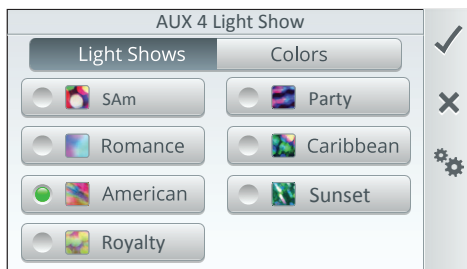 AUX 4 Light Show
Light Shows Colors
SAm Party
Romance Caribbean
American Sunset
Royalty